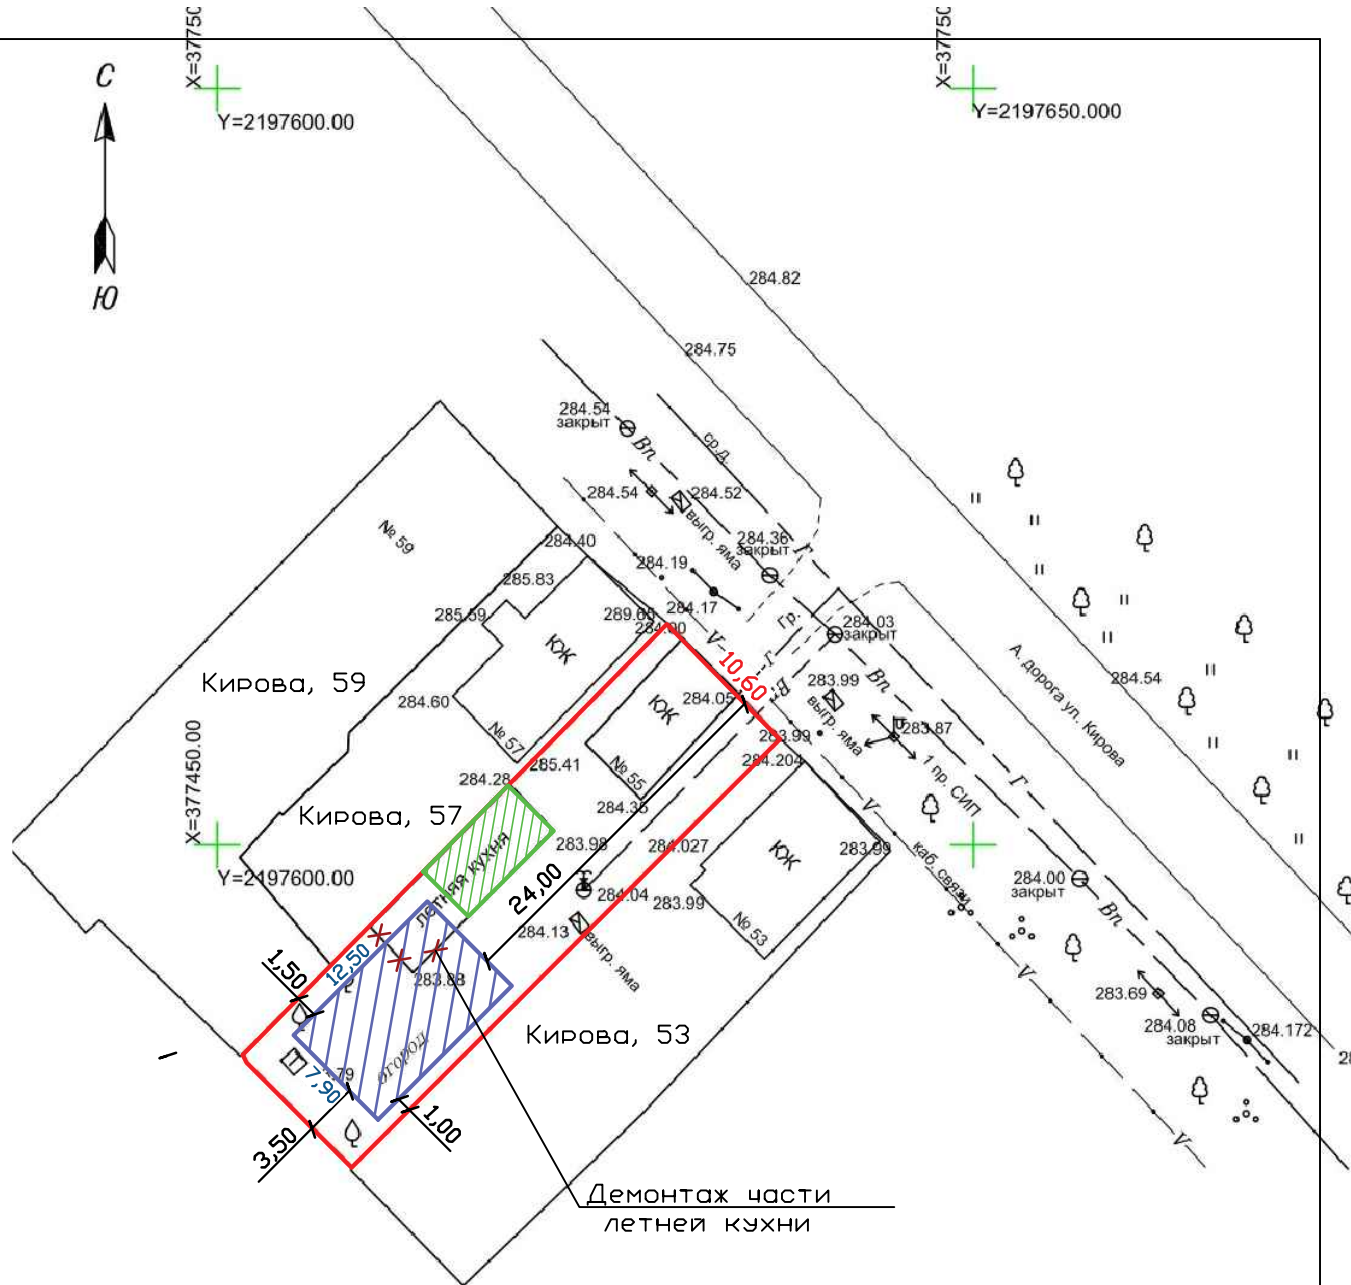 X=37750
X=37750
С
Y=2197600.00
Y=2197650.000
Ю
284.82
284.75
284.54
закрыт
Вп
ср.д.
284.54
284.52
выгр. яма
284.36
закрыт
Г
№ 59
284.40
284.19
285.83
284.17
285.59
289.65
284.00
V
Гр.
284.03
закрыт
КЖ
Г
10,60
Вп
А. дорога ул. Кирова
284.54
Кирова, 59
284.60
284.05
283.99
выгр. яма
КЖ
283.87
№ 57
283.99
1 пр. СИП
284.204
X=377450.00
285.41
№ 55
284.28
Г
Кирова, 57
284.35
V
283.98
284.027
КЖ
283.99
каб. связи
летняя кухня
Y=2197600.00
24,00
284.04
283.99
284.00
закрыт
Вп
№ 53
284.13
выгр. яма
1,50
12,50
283.88
V
283.69
Кирова, 53
284.08
закрыт
284.172
огород
79
7,90
1,00
3,50
V
Демонтаж части
летней кухни